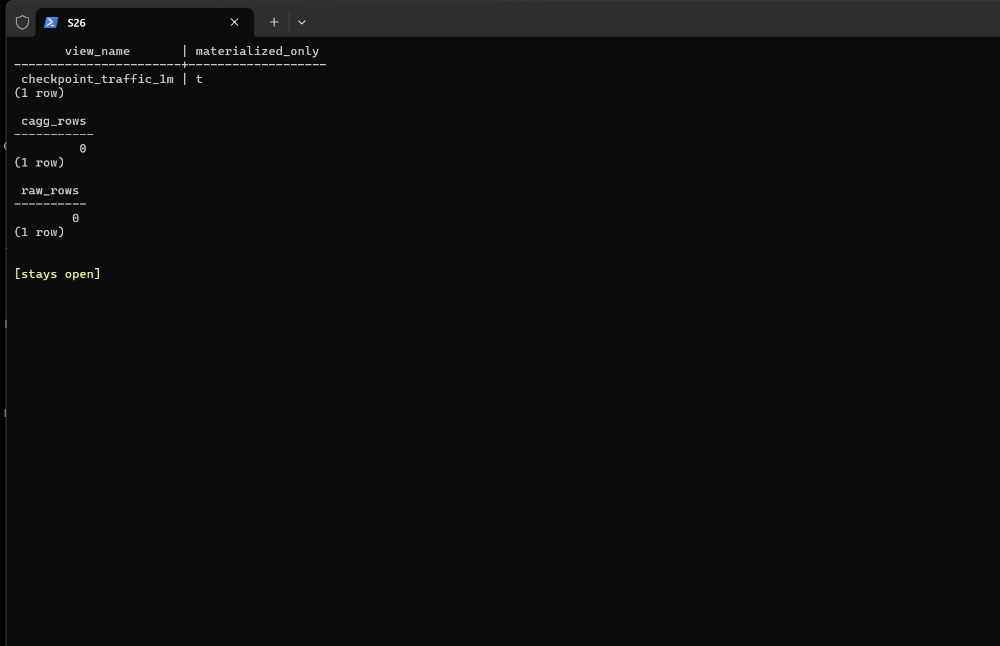 S26
view_name | materialized_only
-----------------------+-------------------
checkpoint_traffic_1m | t
(1 row)
cagg_rows
-----------
0
(1 row)
raw_rows
----------
0
(1 row)
[stays open]